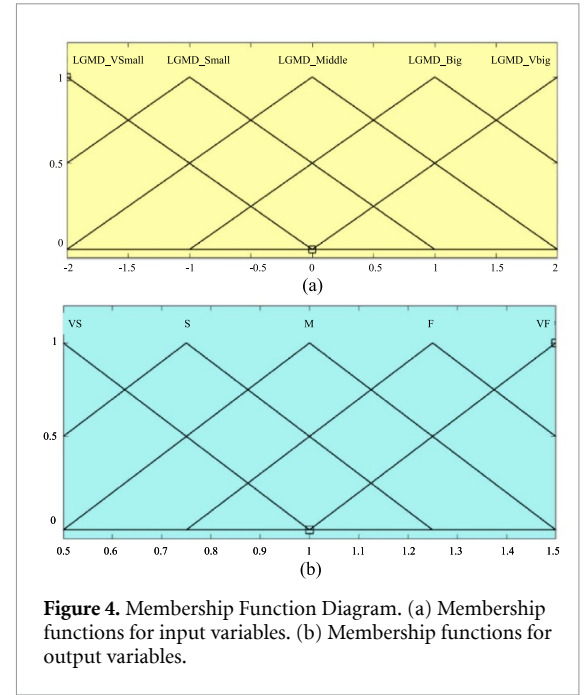 LGMD_VSmall LGMD_Small LGMD_Middle LGMD_Big LGMD_Vbig
1
0.5
0
-2 -1.5 -1 -0.5 0 0.5 1 1.5 2
(a)
VS S M F VF
1
0.5
0
0.5 0.6 0.7 0.8 0.9 1 1.1 1.2 1.3 1.4 1.5
(b)
Figure 4. Membership Function Diagram. (a) Membership
functions for input variables. (b) Membership functions for
output variables.